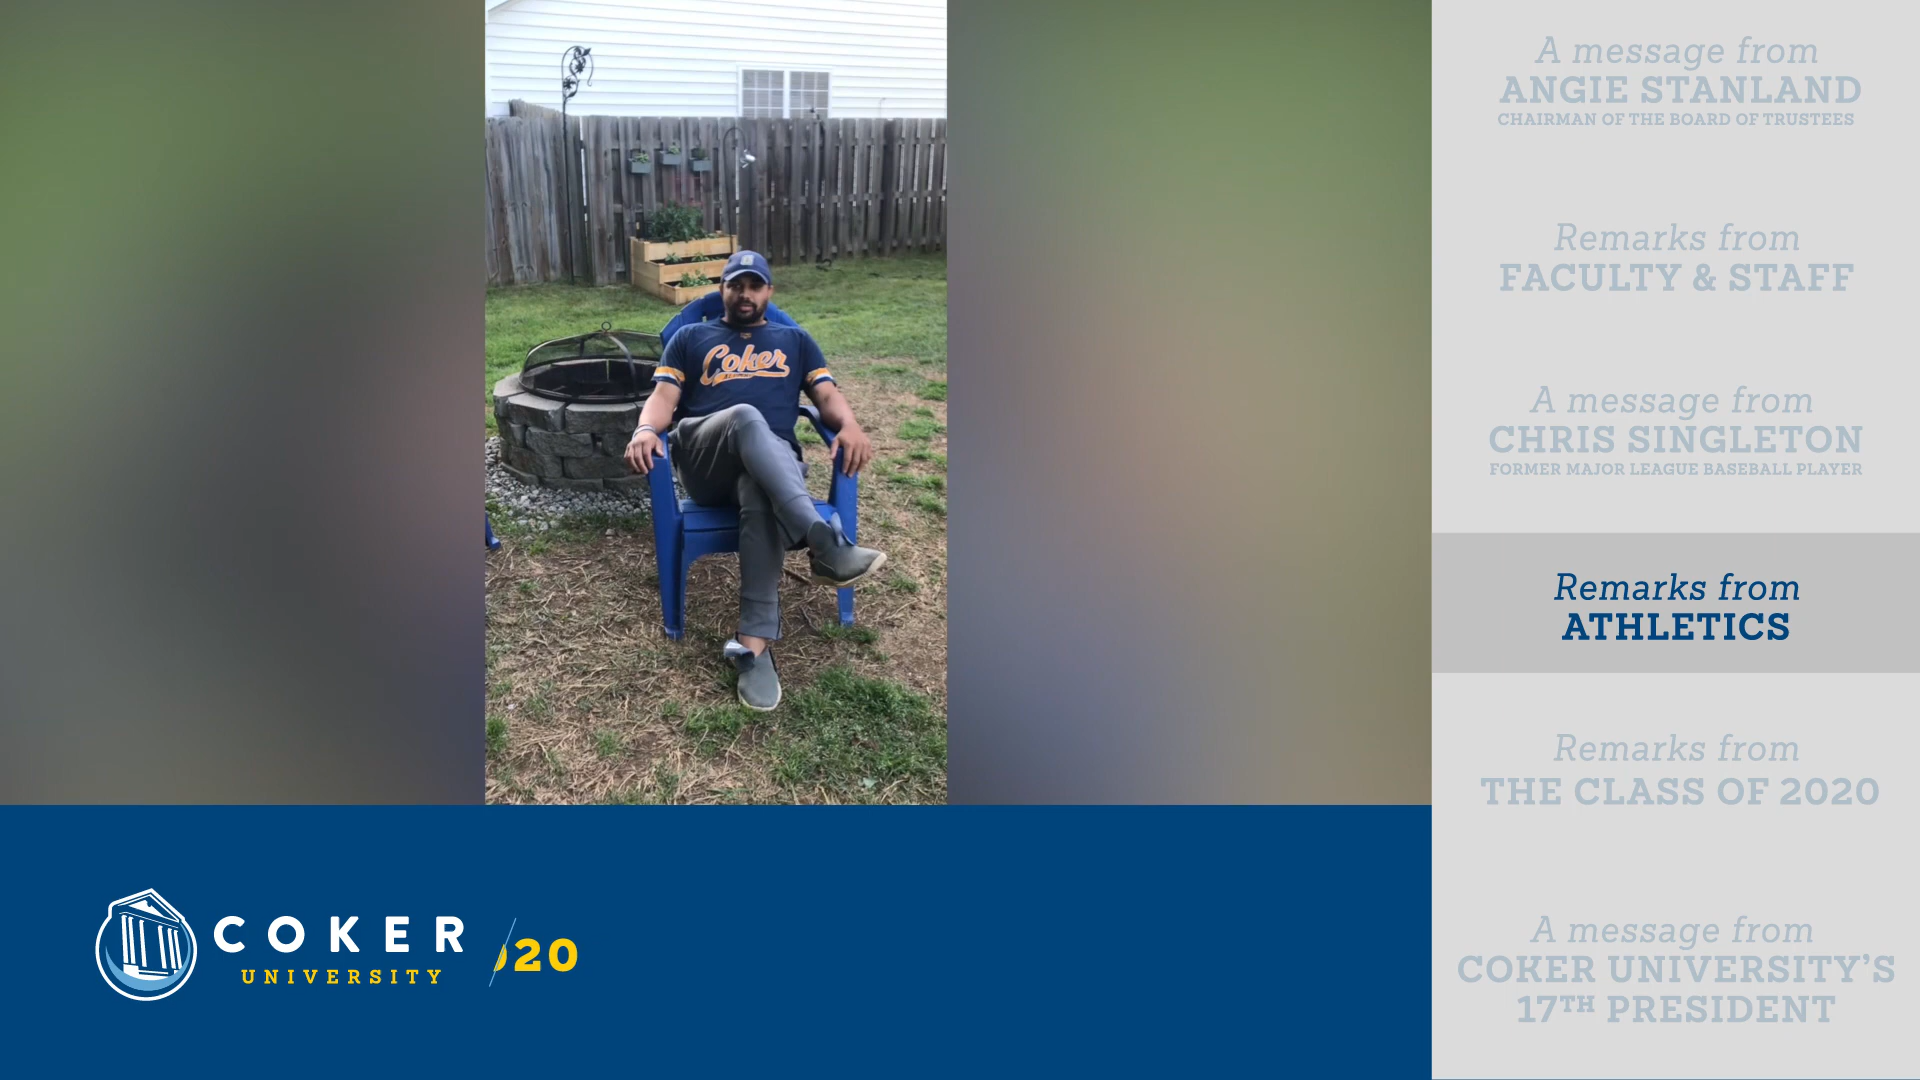 Coker
COKER
UNIVERSITY
20
A message from
ANGIE STANLAND
CHAIRMAN OF THE BOARD OF TRUSTEES
Remarks from
FACULTY & STAFF
A message from
CHRIS SINGLETON
FORMER MAJOR LEAGUE BASEBALL PLAYER
Remarks from
ATHLETICS
Remarks from
THE CLASS OF 2020
A message from
COKER UNIVERSITY'S
17TH PRESIDENT